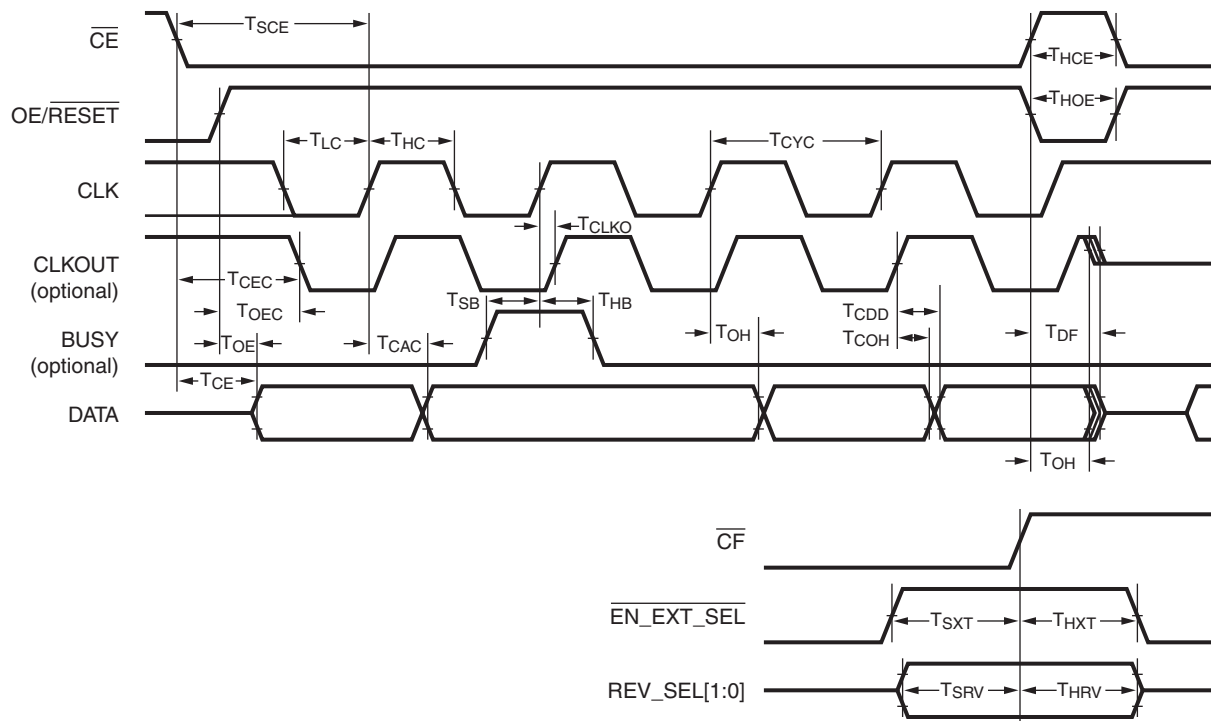 CE
TSCE
THCE
OE/RESET
THOE
TLC
THC
TCYC
CLK
TCLKO
CLKOUT
(optional)
TCEC
TOEC
TSB
THB
TCDD
BUSY
(optional)
TOE
TCAC
TOH
TCOH
TDF
TCE
DATA
TOH
CF
EN_EXT_SEL
TSXT
THXT
REV_SEL[1:0]
TSRV
THRV